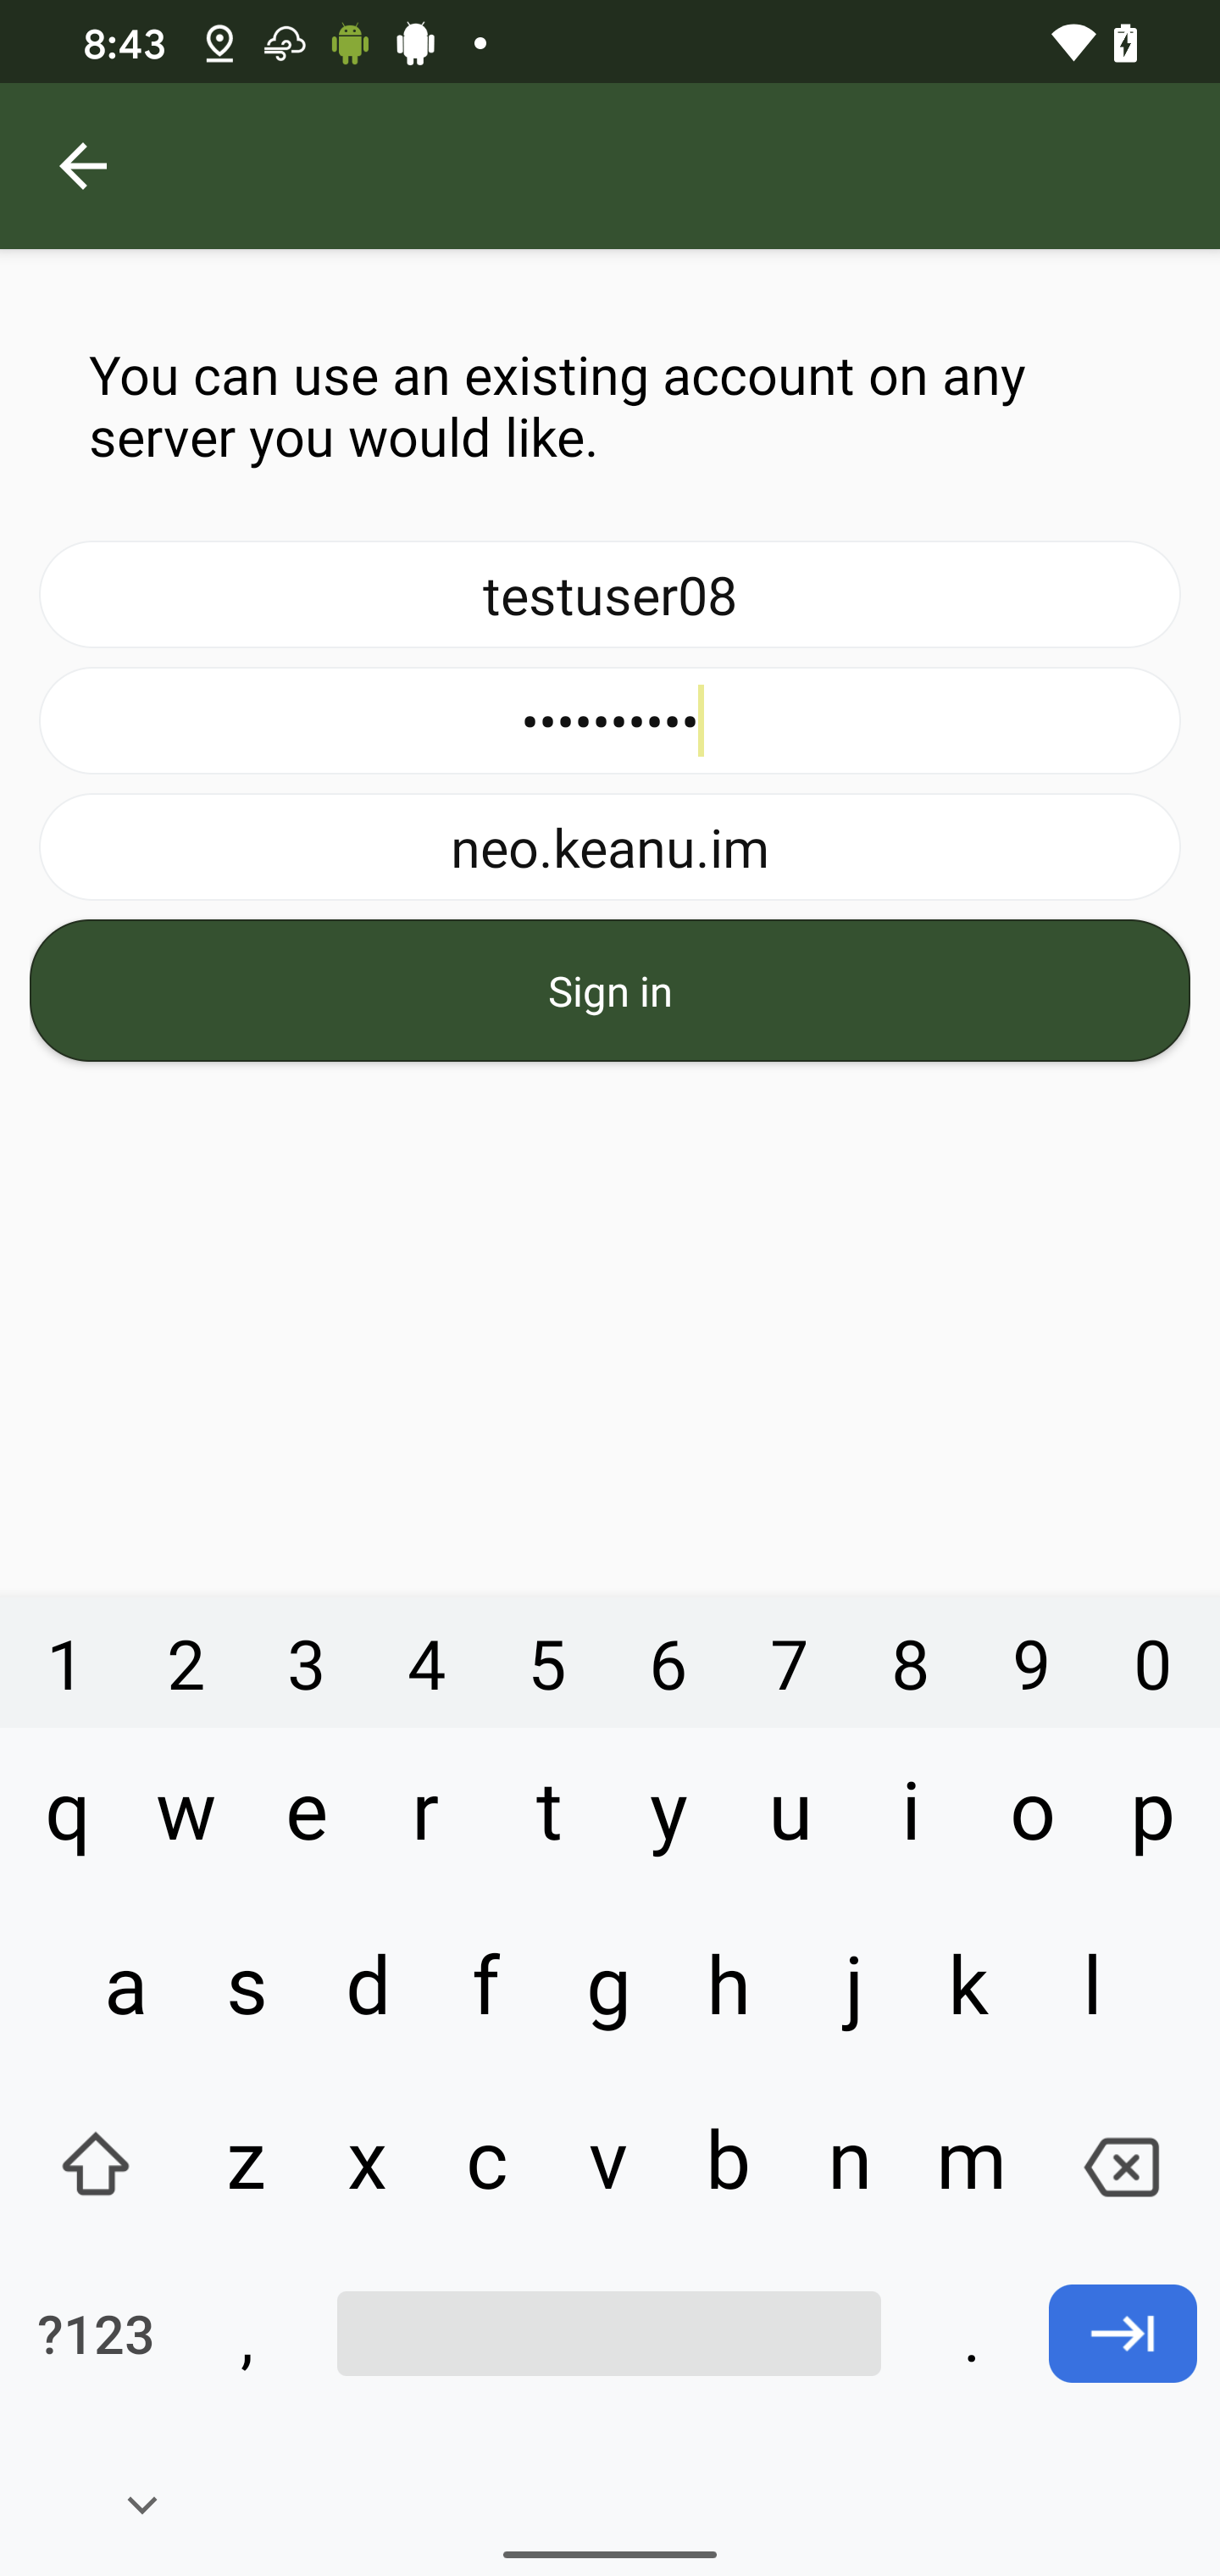 8:43
You can use an existing account on any
server you would like.
testuser08
••••••••••
neo.keanu.im
Sign in
1 2 3 4 5 6 7 8 9 0
q w e r t y u i o p
a s d f g h j k l
z x c v b n m
?123 , .